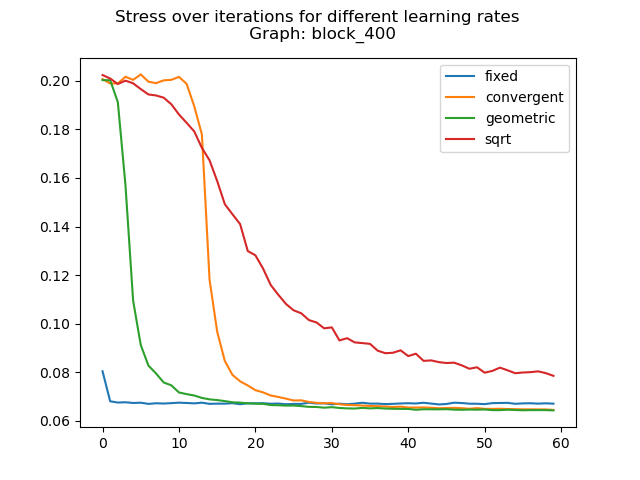 Stress over iterations for different learning rates
Graph: block_400
fixed
convergent
geometric
sqrt
0.20
0.18
0.16
0.14
0.12
0.10
0.08
0.06
0 10 20 30 40 50 60